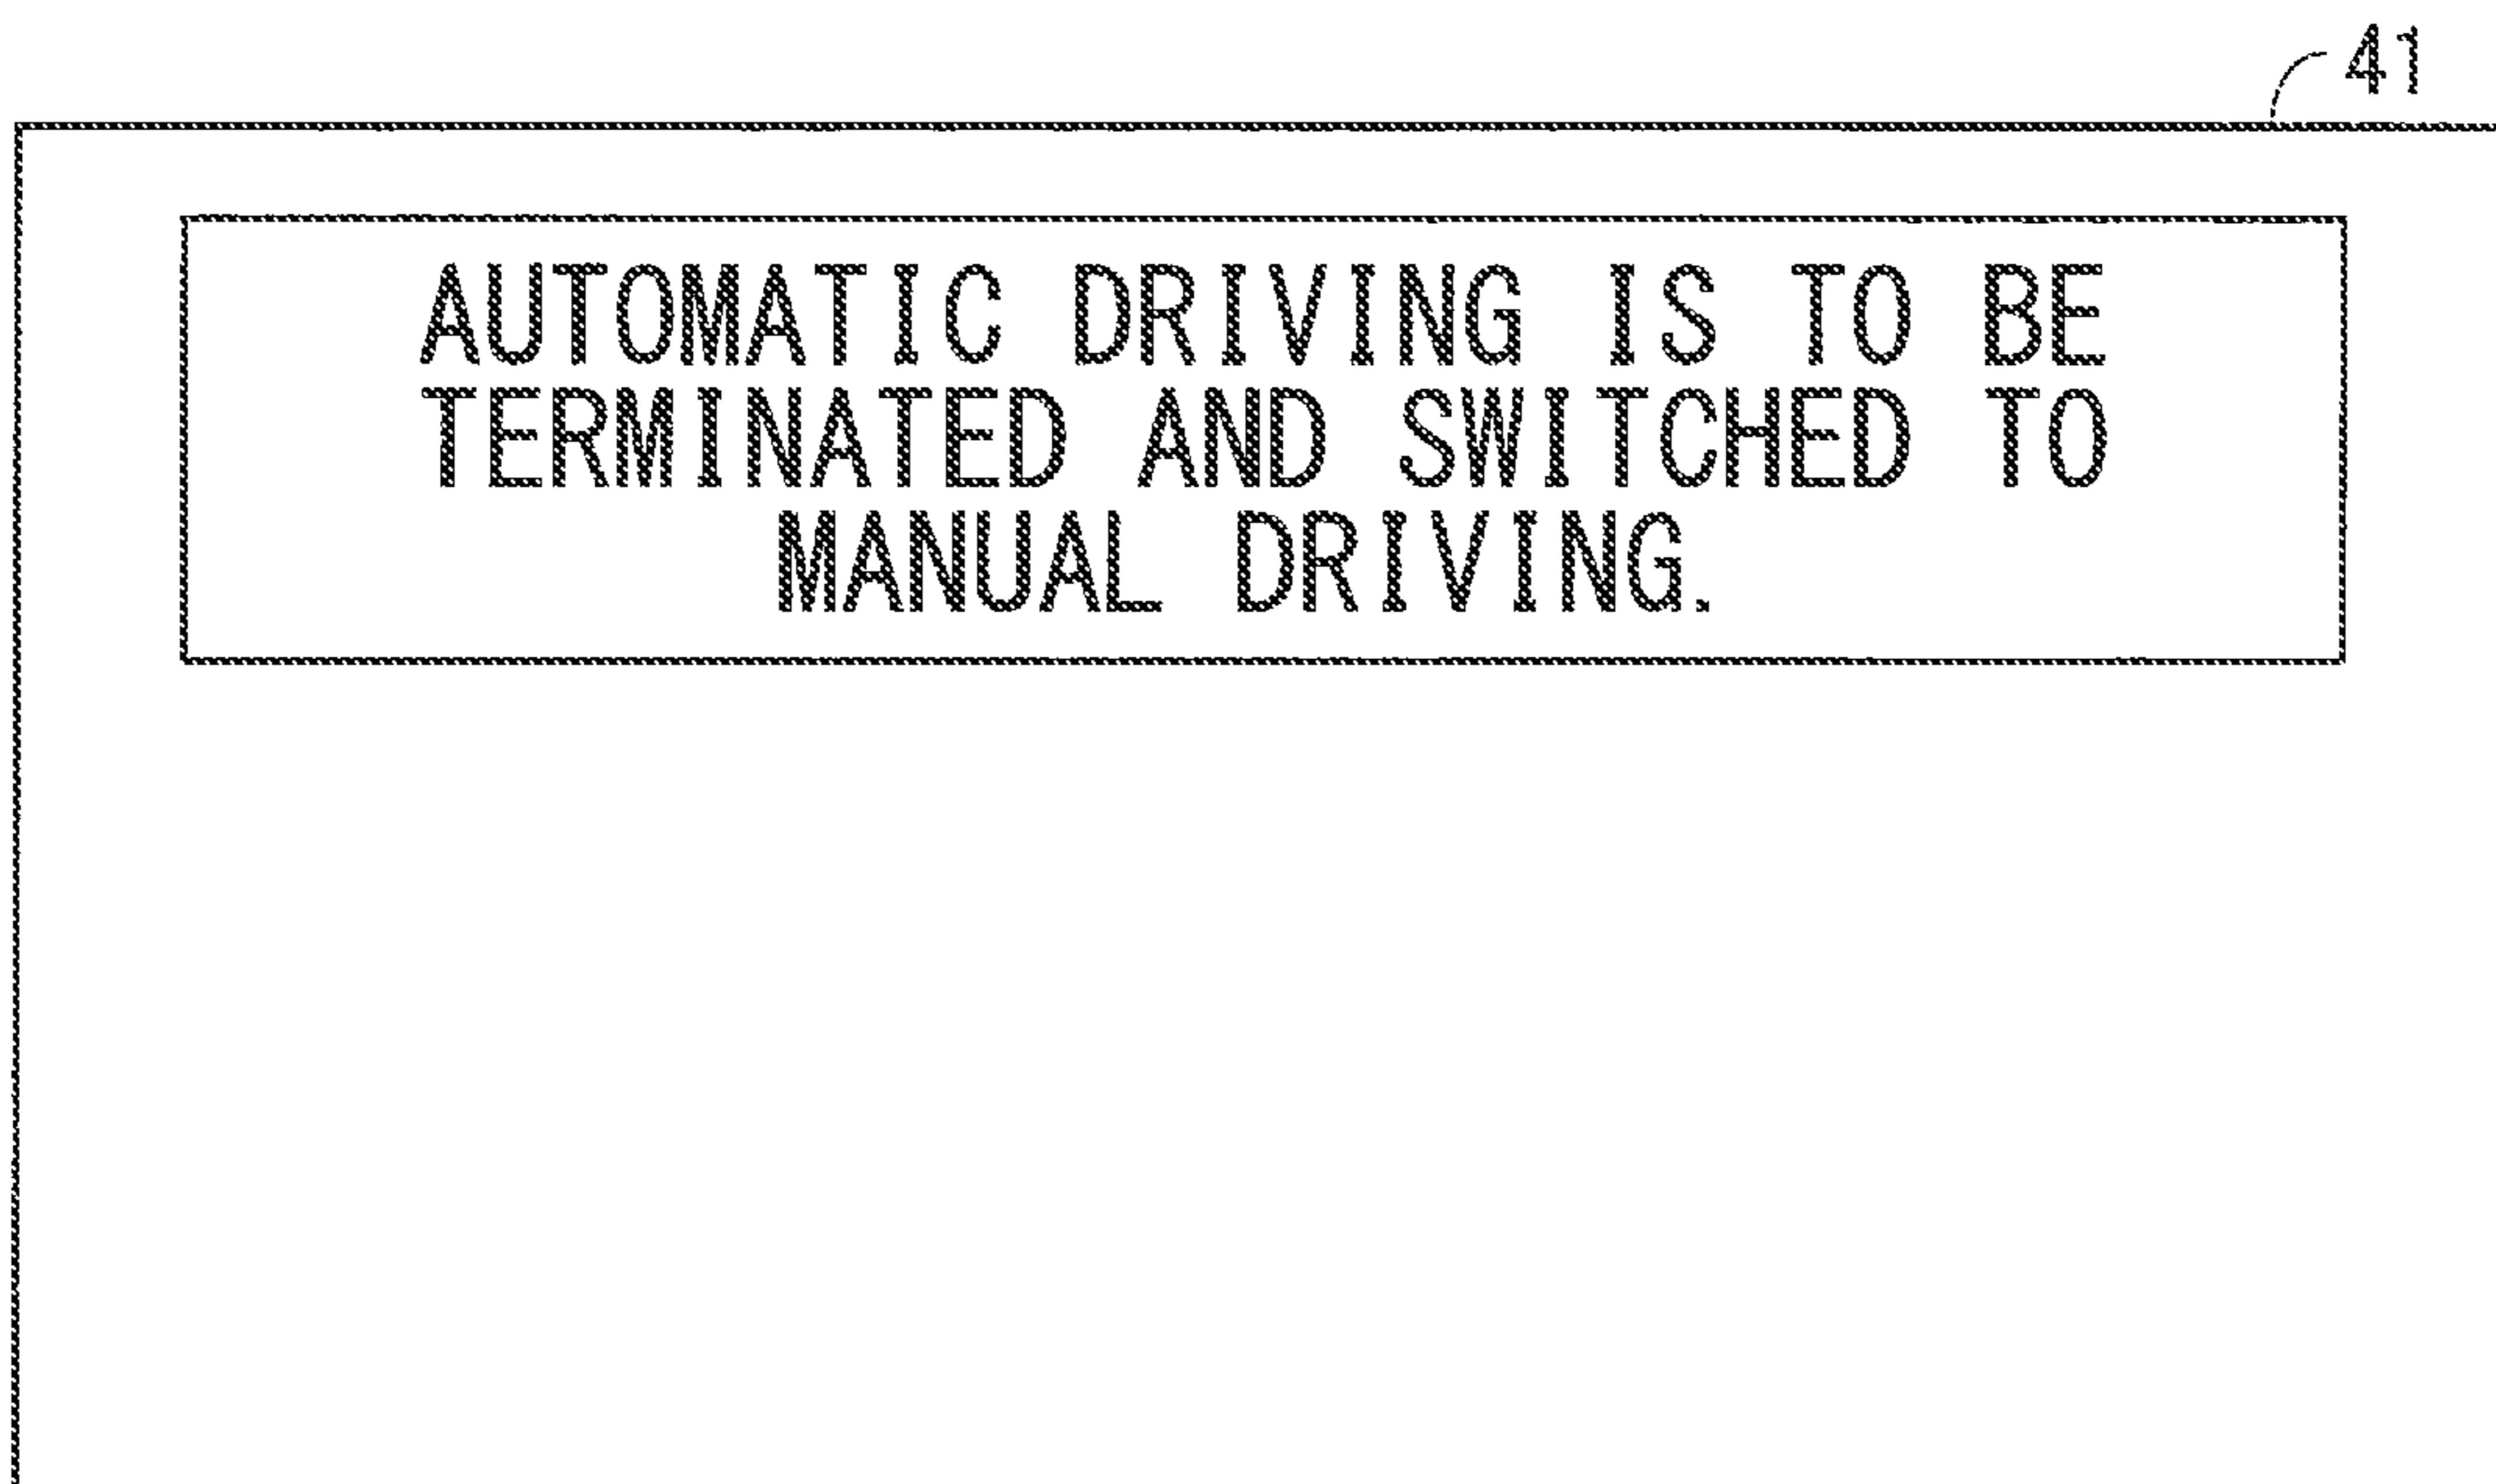 41
AUTOMATIC DRIVING IS TO BE
TERMINATED AND SWITCHED TO
MANUAL DRIVING.